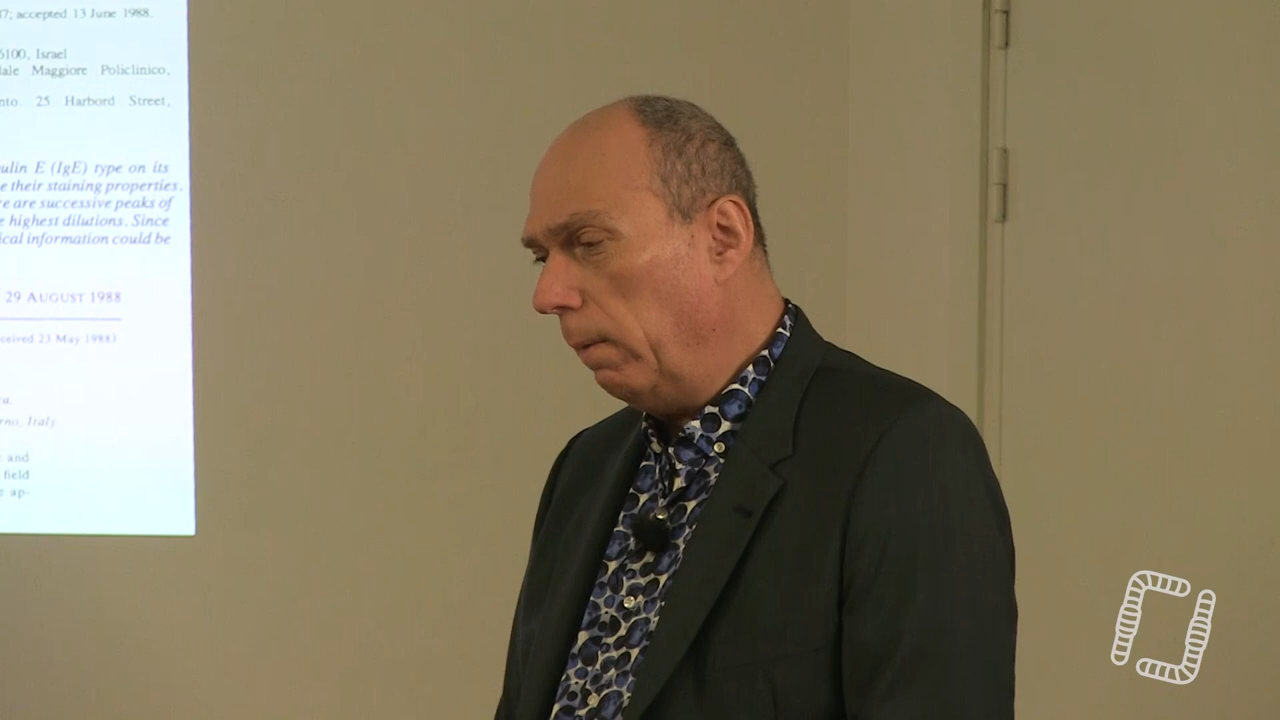 37; accepted 13 June 1988.
6100, Israel
dale Maggiore Policlinico,
nto. 25 Harbord Street,
ulin E (IgE) type on its
e their staining properties.
re are successive peaks of
e highest dilutions. Since
ical information could be
29 AUGUST 1988
ceived 23 May 1988)
a.
rno, Italy
and
field
ap-